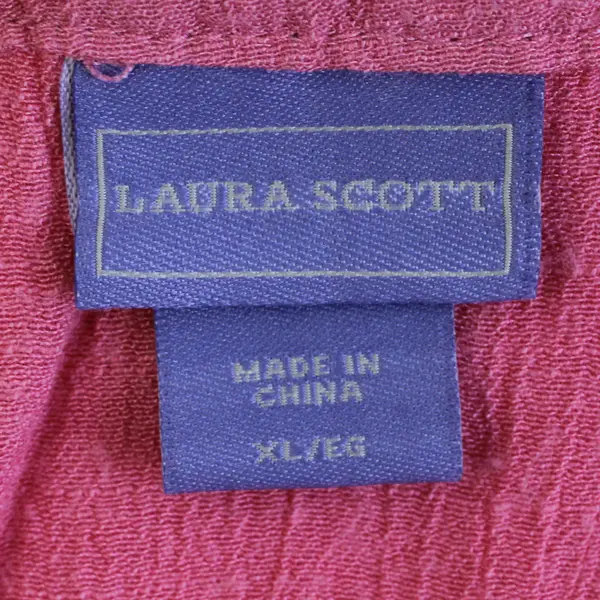 LAURA SCOTT
MADE IN
CHINA
XL/EG